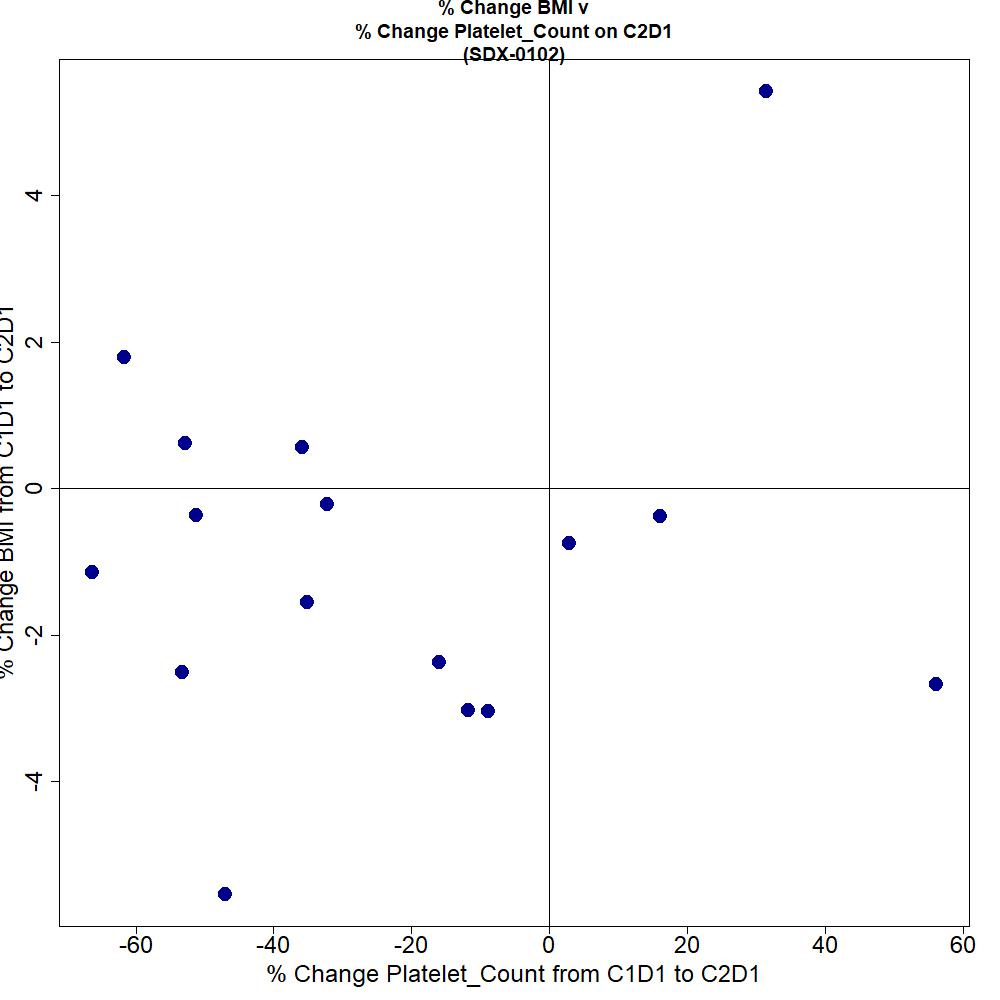 % Change BMI v
% Change Platelet_Count on C2D1
(SDX-0102)
% Change BMI from C1D1 to C2D1
4
2
0
-2
-4
-60
-40
-20
0
20
40
60
% Change Platelet_Count from C1D1 to C2D1